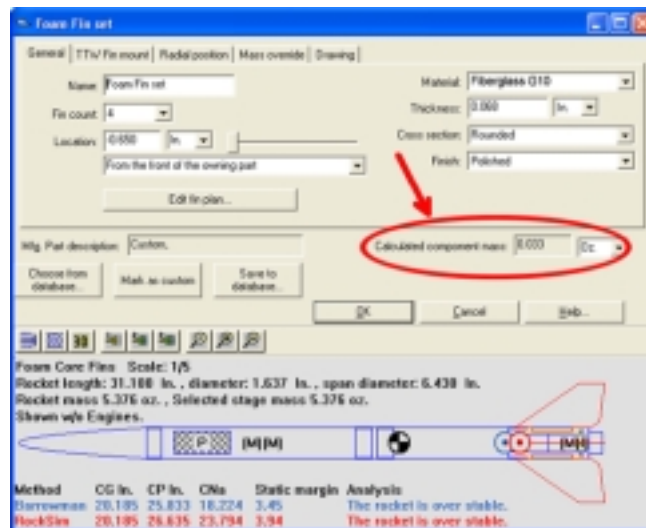 Foam Fin set
General TTW Fin mount Radial position Mass override Drawing
Name: Foam Fin set
Material: Fiberglass G10
Fin count: 4
Thickness: 0.060 In.
Location: In.
Cross section: Rounded
From the front of the owning part
Finish: Polished
Edit fin plan...
Mfg. Part description: Custom.
Calculated component mass: Oz.
Choose from database...
Mark as custom
Save to database...
OK Cancel Help...
Foam Core Fins Scale: 1/5
Rocket length: 31.100 In. , diameter: 1.637 In. , span diameter: 6.430 In.
Rocket mass 5.376 oz. , Selected stage mass 5.376 oz.
Shown w/o Engines.
P (M)(M)
Method CG In. CP In. CNa Static margin Analysis
Barrowman 20.185 25.833 18.224 3.45 The rocket is over stable.
RockSim 20.185 26.635 23.794 3.94 The rocket is over stable.